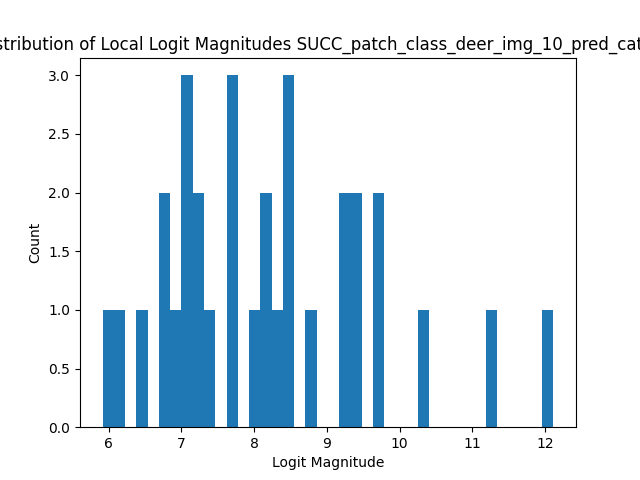 stribution of Local Logit Magnitudes SUCC_patch_class_deer_img_10_pred_cat
3.0
2.5
2.0
1.5
1.0
0.5
0.0
Count
6 7 8 9 10 11 12
Logit Magnitude